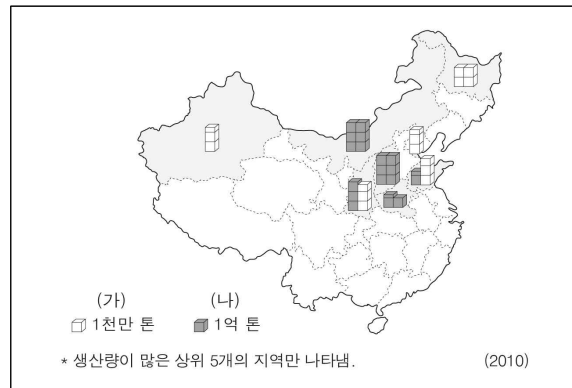 (가) (나)
1천만 톤 1억 톤
* 생산량이 많은 상위 5개의 지역만 나타냄. (2010)